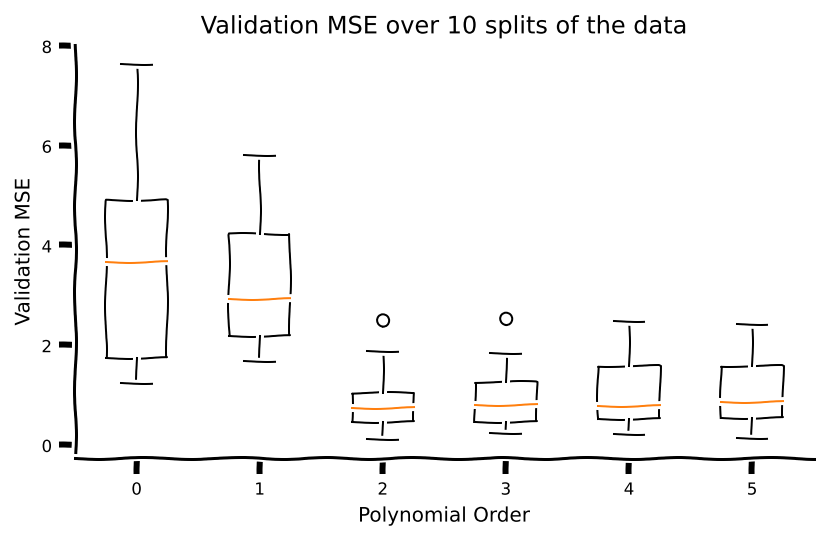 Validation MSE over 10 splits of the data
Validation MSE
8
6
4
2
0
0 1 2 3 4 5
Polynomial Order